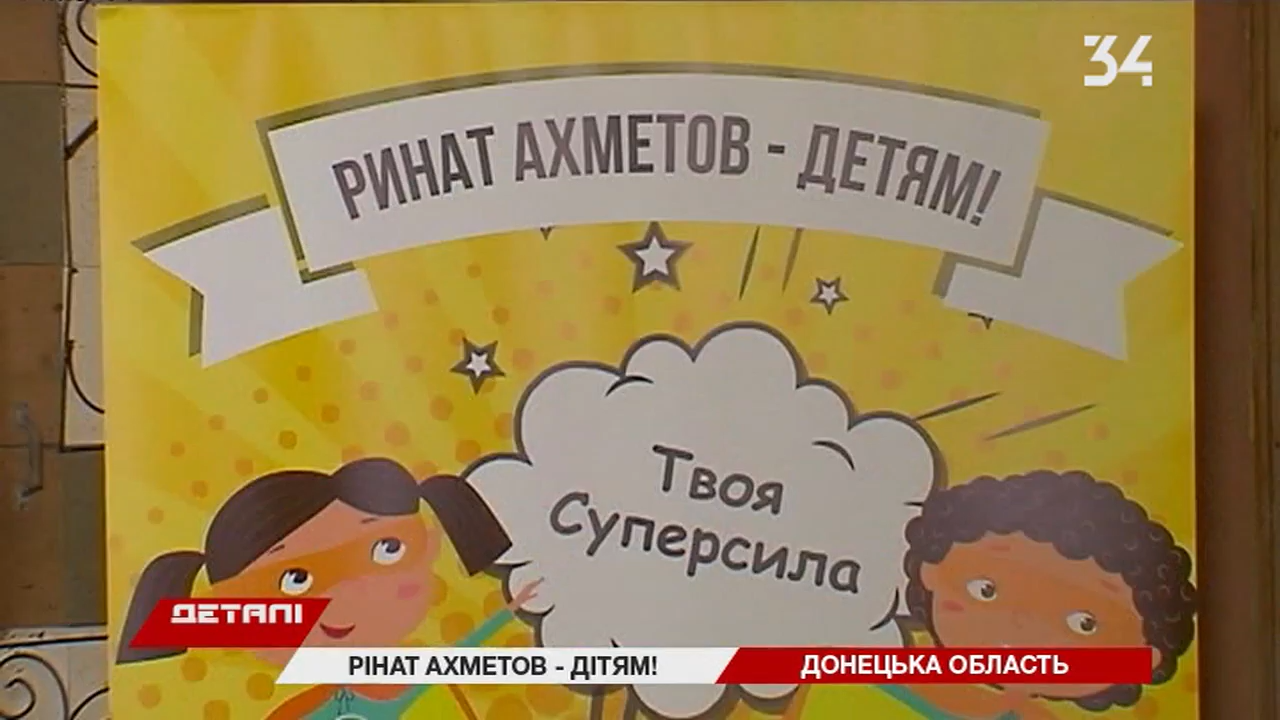 34
РИНАТ АХМЕТОВ - ДЕТЯМ!
Твоя
Суперсила
ДЕТАЛІ
РІНАТ АХМЕТОВ - ДІТЯМ!
ДОНЕЦЬКА ОБЛАСТЬ